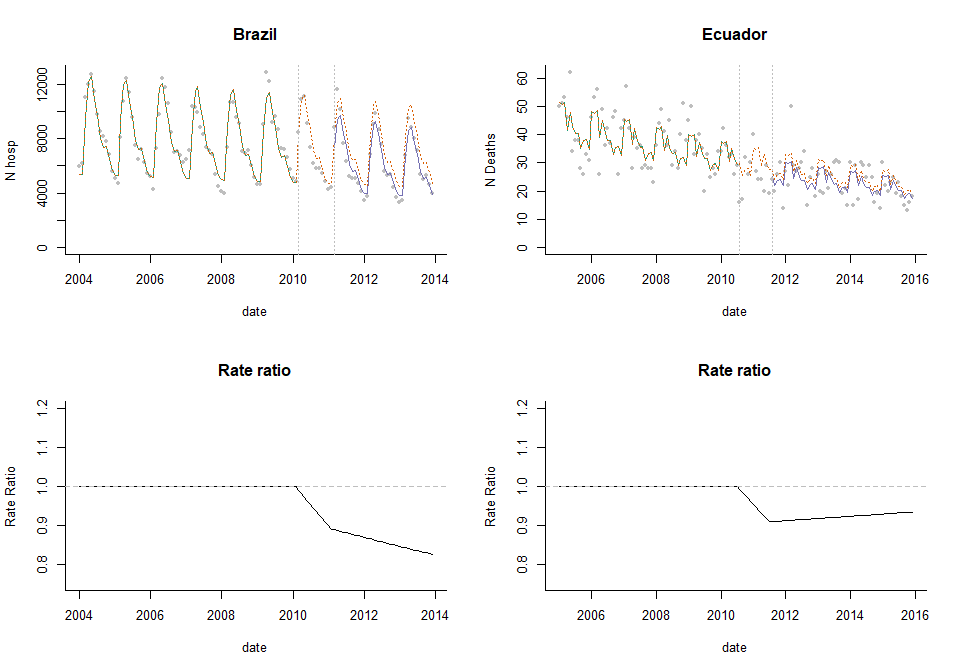 Brazil
N hosp
0
4000
8000
12000
2004 2006 2008 2010 2012 2014
date
Ecuador
N Deaths
0 10 20 30 40 50 60
2006 2008 2010 2012 2014 2016
date
Rate ratio
Rate Ratio
0.8 0.9 1.0 1.1 1.2
2004 2006 2008 2010 2012 2014
date
Rate ratio
Rate Ratio
0.8 0.9 1.0 1.1 1.2
2006 2008 2010 2012 2014 2016
date